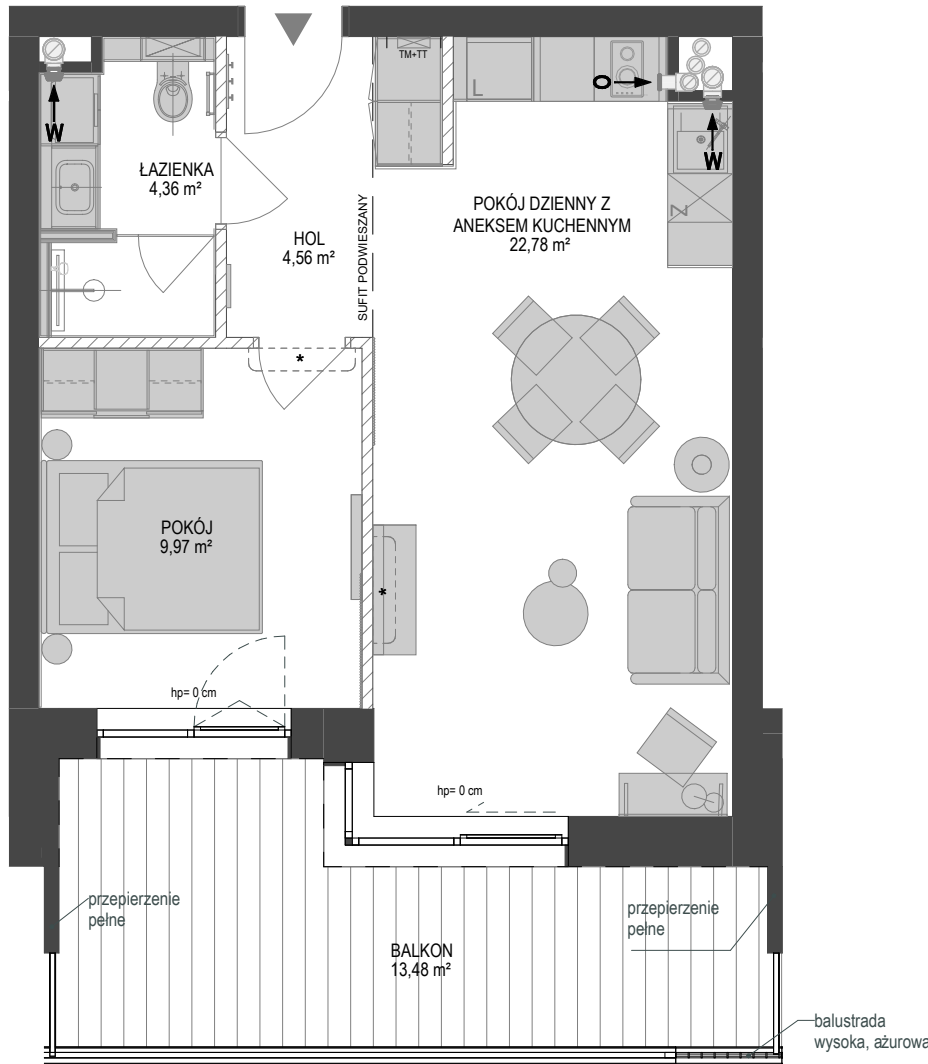 TM+TT
L
O
W
W
ŁAZIENKA
4,36 m²
POKÓJ DZIENNY Z
ANEKSEM KUCHENNYM
22,78 m²
Z
HOL
4,56 m²
SUFIT PODWIESZANY
*
POKÓJ
9,97 m²
*
hp= 0 cm
hp= 0 cm
przepierzenie
pełne
przepierzenie
pełne
BALKON
13,48 m²
balustrada
wysoka, ażurowa